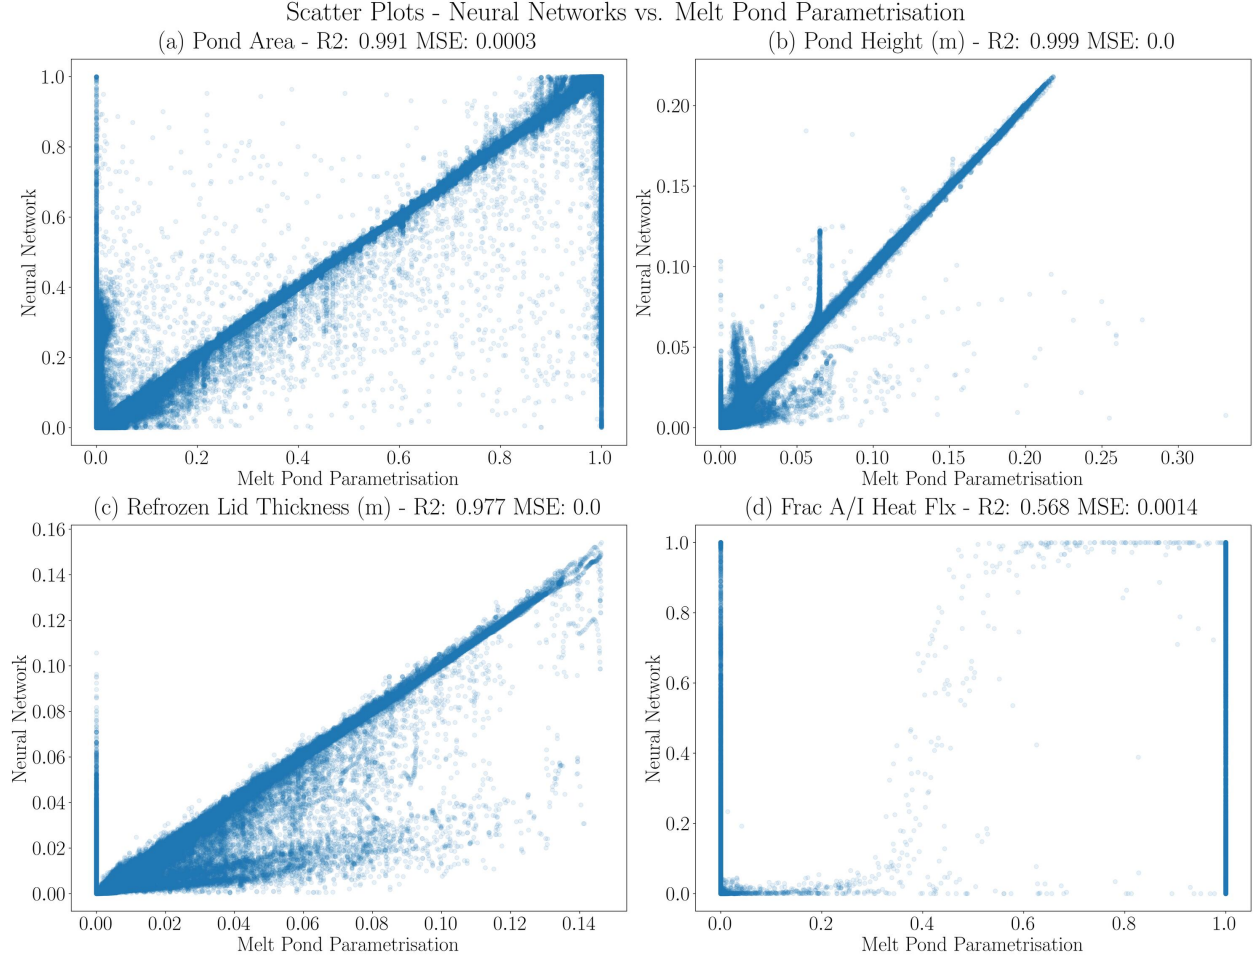 Scatter Plots - Neural Networks vs. Melt Pond Parametrisation
(a) Pond Area - R2: 0.991 MSE: 0.0003
1.0
0.8
0.6
0.4
0.2
0.0
Neural Network
0.0 0.2 0.4 0.6 0.8 1.0
Melt Pond Parametrisation
(b) Pond Height (m) - R2: 0.999 MSE: 0.0
0.20
0.15
0.10
0.05
0.00
Neural Network
0.00 0.05 0.10 0.15 0.20 0.25 0.30
Melt Pond Parametrisation
(c) Refrozen Lid Thickness (m) - R2: 0.977 MSE: 0.0
0.16
0.14
0.12
0.10
0.08
0.06
0.04
0.02
0.00
Neural Network
0.00 0.02 0.04 0.06 0.08 0.10 0.12 0.14
Melt Pond Parametrisation
(d) Frac A/I Heat Flx - R2: 0.568 MSE: 0.0014
1.0
0.8
0.6
0.4
0.2
0.0
Neural Network
0.0 0.2 0.4 0.6 0.8 1.0
Melt Pond Parametrisation